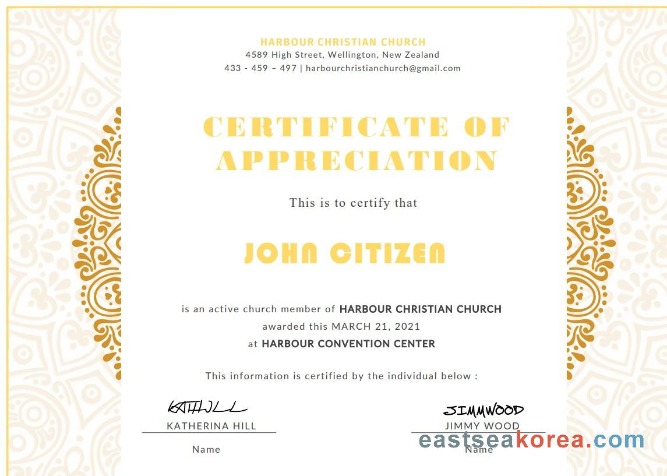 HARBOUR CHRISTIAN CHURCH
4589 High Street, Wellington, New Zealand
433 - 459 – 497 | harbourchristianchurch@gmail.com
CERTIFICATE OF
APPRECIATION
This is to certify that
JOHN CITIZEN
is an active church member of HARBOUR CHRISTIAN CHURCH
awarded this MARCH 21, 2021
at HARBOUR CONVENTION CENTER
This information is certified by the individual below :
KATHHILL JIMMWOOD
KATHERINA HILL JIMMY WOOD
eastseakorea.com
Name Name